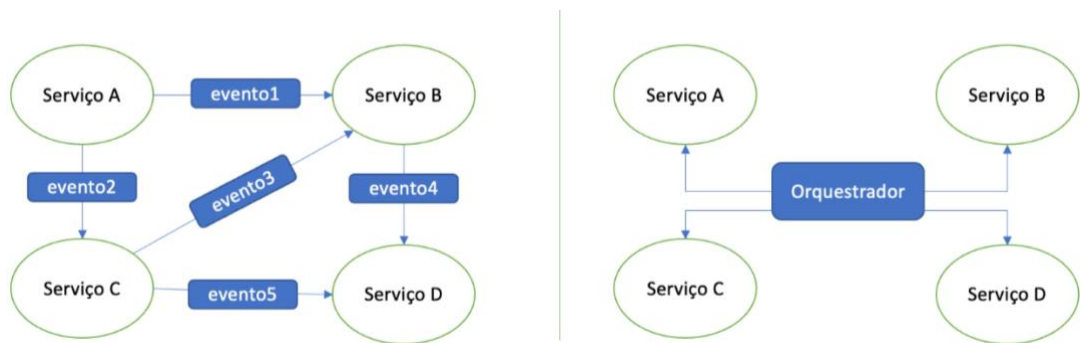 Serviço A
evento1
Serviço B
evento2
evento3
evento4
Serviço C
evento5
Serviço D
Serviço A
Serviço B
Orquestrador
Serviço C
Serviço D